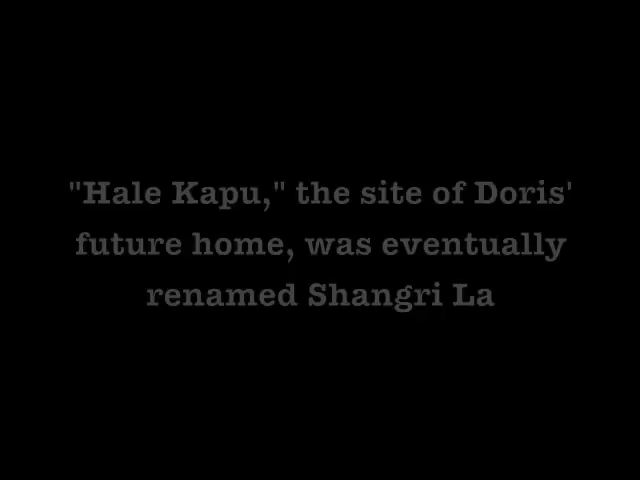 "Hale Kapu," the site of Doris'
future home, was eventually
renamed Shangri La